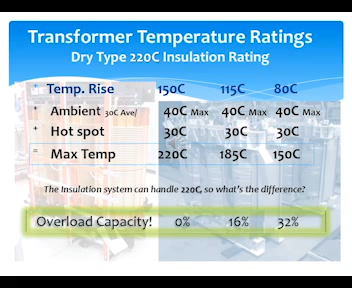 Transformer Temperature Ratings
Dry Type 220C Insulation Rating
+ Temp. Rise 150C 115C 80C
+ Ambient 30C Ave/ 40C Max 40C Max 40C Max
+ Hot spot 30C 30C 30C
= Max Temp 220C 185C 150C
The Insulation system can handle 220C, so what's the difference?
Overload Capacity! 0% 16% 32%